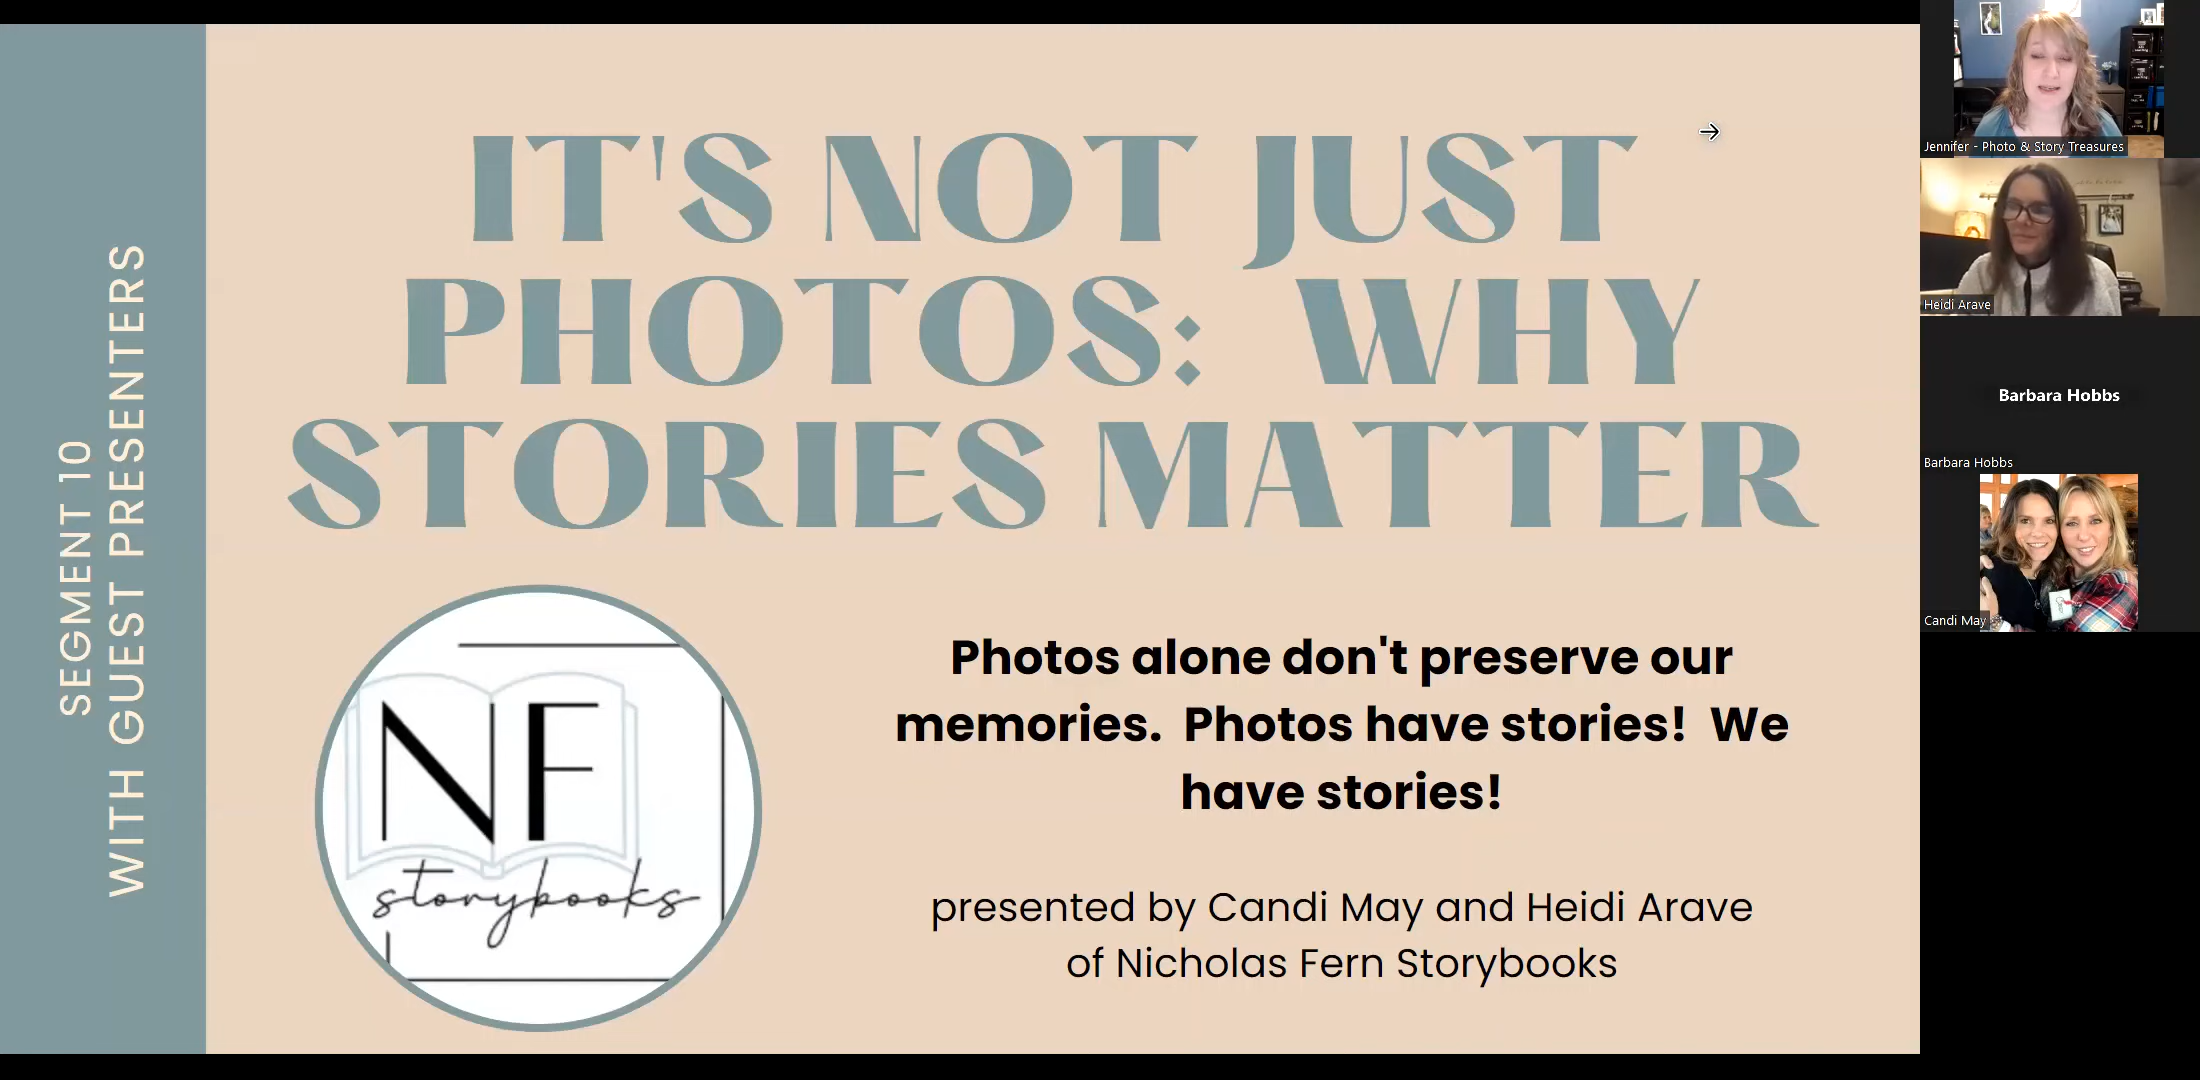 SEGMENT 10
WITH GUEST PRESENTERS
IT'S NOT JUST
PHOTOS: WHY
STORIES MATTER
NF
storybooks
Photos alone don't preserve our
memories. Photos have stories! We
have stories!
presented by Candi May and Heidi Arave
of Nicholas Fern Storybooks
Jennifer - Photo & Story Treasures
Heidi Arave
Barbara Hobbs
Barbara Hobbs
Candi May